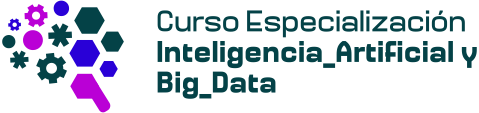 Curso Especialización
Inteligencia_Artificial y
Big_Data